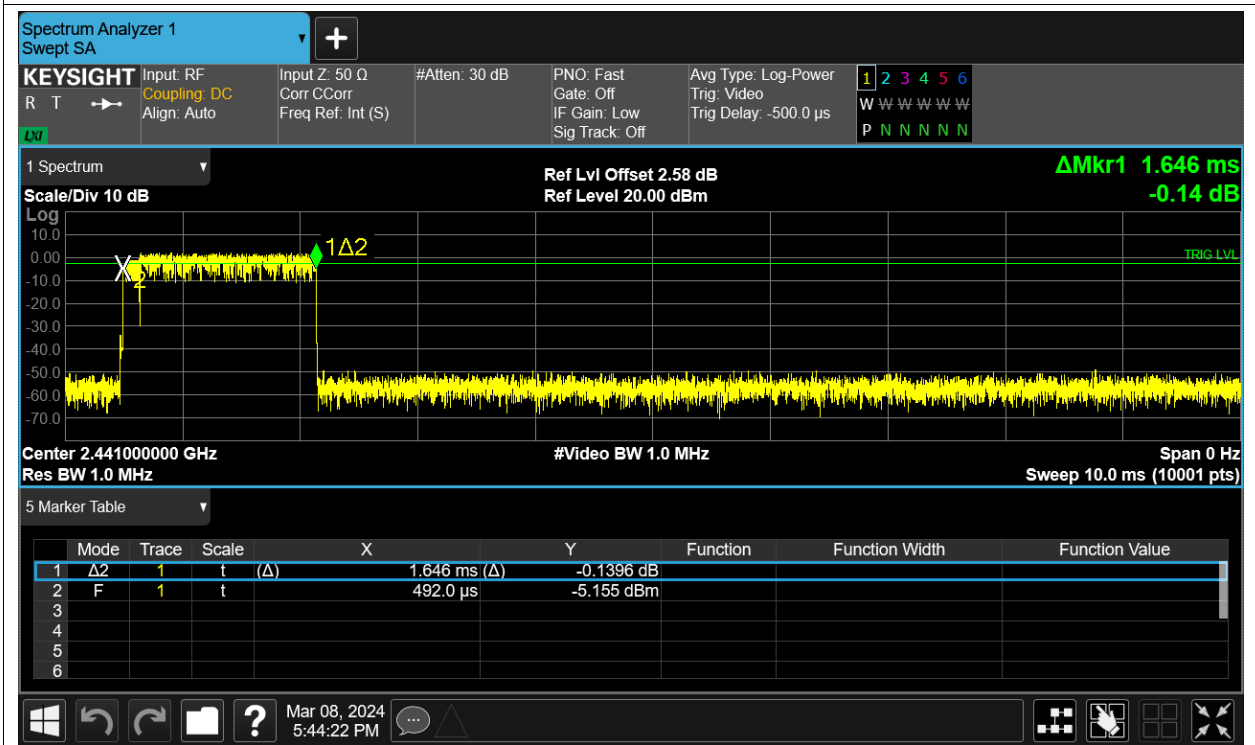 Spectrum Analyzer 1
Swept SA
KEYSIGHT Input: RF Input Z: 50 Ω #Atten: 30 dB PNO: Fast Avg Type: Log-Power 1 2 3 4 5 6
R T Coupling: DC Corr CCorr Gate: Off Trig: Video W W W W W W
Align: Auto Freq Ref: Int (S) IF Gain: Low Trig Delay: -500.0 µs
LXI Sig Track: Off P N N N N N
1 Spectrum Ref Lvl Offset 2.58 dB ΔMkr1 1.646 ms
Scale/Div 10 dB Ref Level 20.00 dBm -0.14 dB
Log
10.0
1Δ2
0.00 TRIG LVL
X
2
-10.0
-20.0
-30.0
-40.0
-50.0
-60.0
-70.0
Center 2.441000000 GHz #Video BW 1.0 MHz Span 0 Hz
Res BW 1.0 MHz Sweep 10.0 ms (10001 pts)
5 Marker Table
Mode Trace Scale X Y Function Function Width Function Value
1 Δ2 1 t (Δ) 1.646 ms (Δ) -0.1396 dB
2 F 1 t 492.0 µs -5.155 dBm
3
4
5
6
? Mar 08, 2024
5:44:22 PM